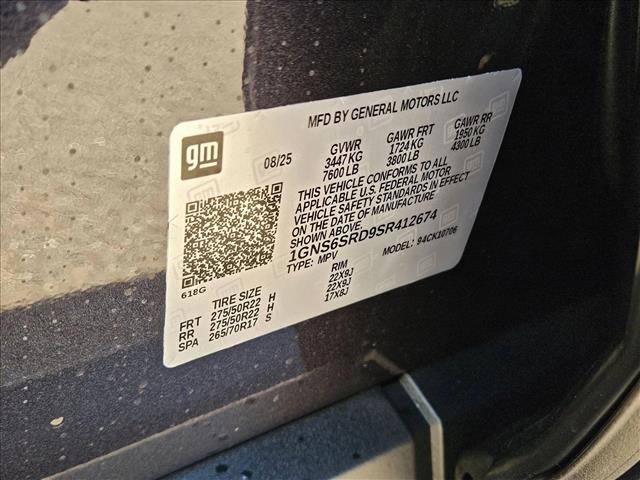 MFD BY GENERAL MOTORS LLC
gm
08/25
GVWR GAWR FRT GAWR RR
3447 KG 1724 KG 1950 KG
7600 LB 3800 LB 4300 LB
THIS VEHICLE CONFORMS TO ALL
APPLICABLE U.S. FEDERAL MOTOR
VEHICLE SAFETY STANDARDS IN EFFECT
ON THE DATE OF MANUFACTURE
SHOWN ABOVE.
1GNS6SRD9SR412674
TYPE: MPV MODEL: 94CK10706
618G
TIRE SIZE RIM
FRT 275/50R22 H 22X9J
RR 275/50R22 H 22X9J
SPA 265/70R17 S 17X8J